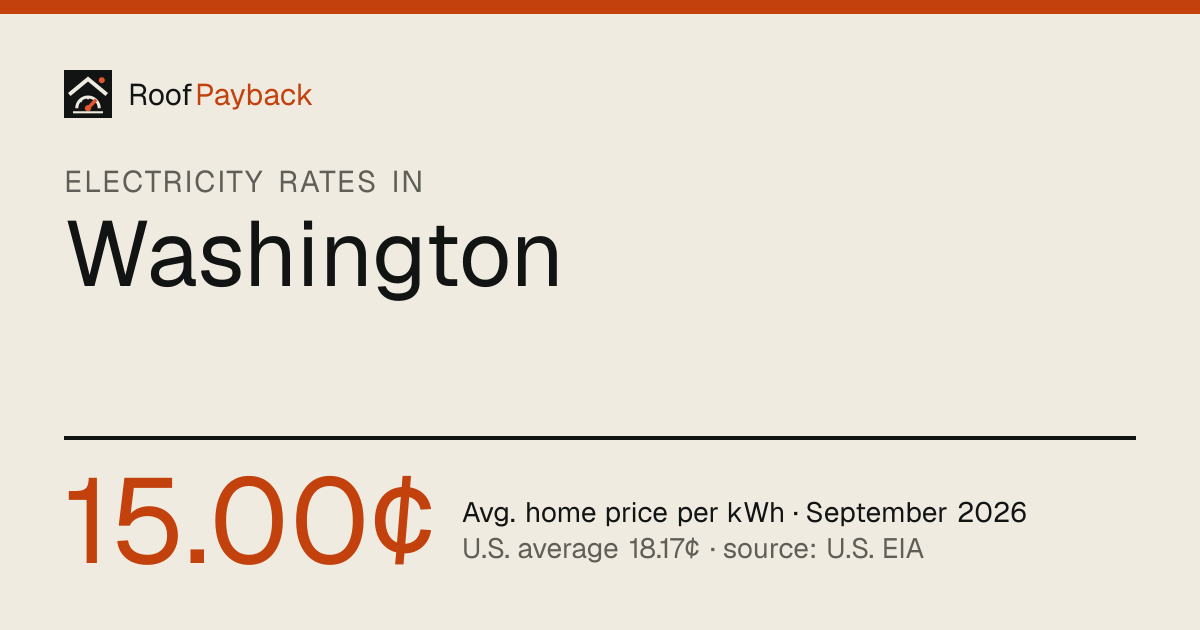 RoofPayback
ELECTRICITY RATES IN
Washington
15.00¢
Avg. home price per kWh · September 2026
U.S. average 18.17¢ · source: U.S. EIA